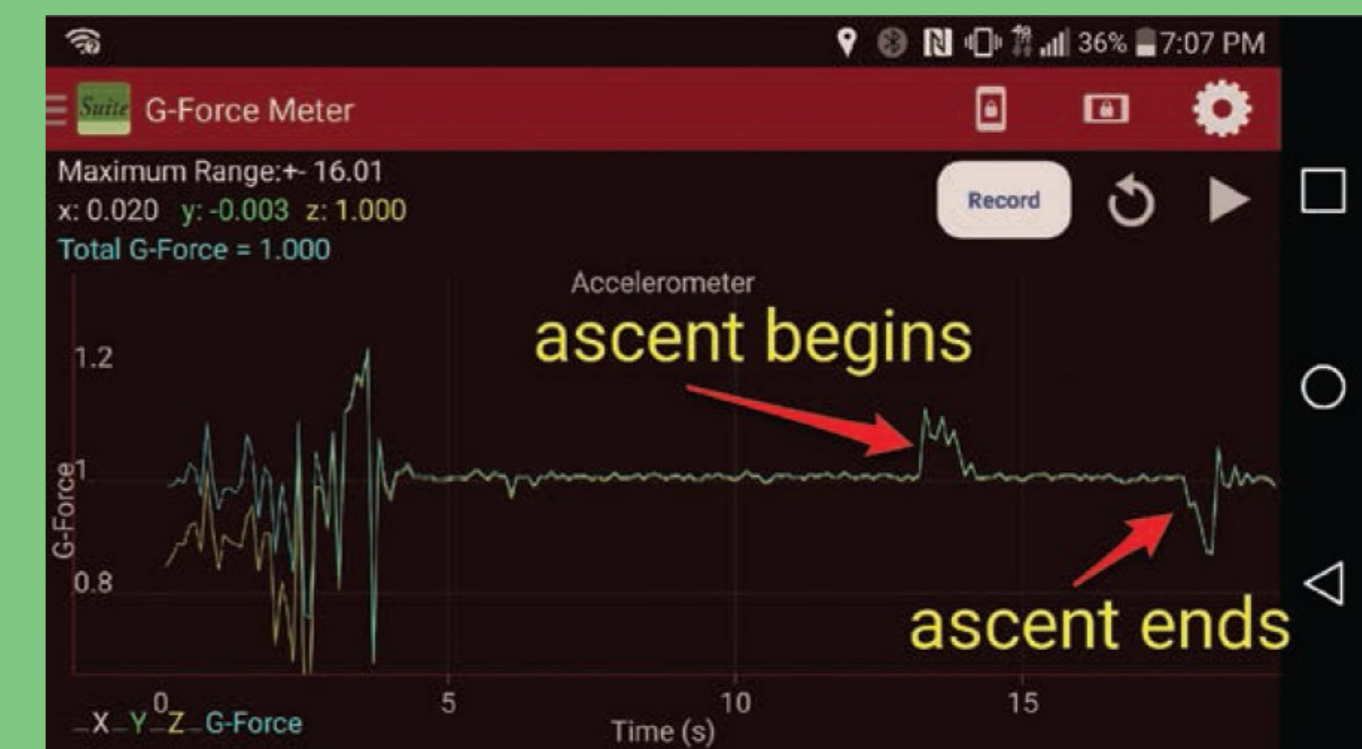 36% 7:07 PM
Suite G-Force Meter
Maximum Range:+- 16.01
x: 0.020 y: -0.003 z: 1.000
Record
Total G-Force = 1.000
Accelerometer
ascent begins
1.2
1
0.8
G-Force
ascent ends
0 5 10 15
_X_Y_Z_G-Force
Time (s)